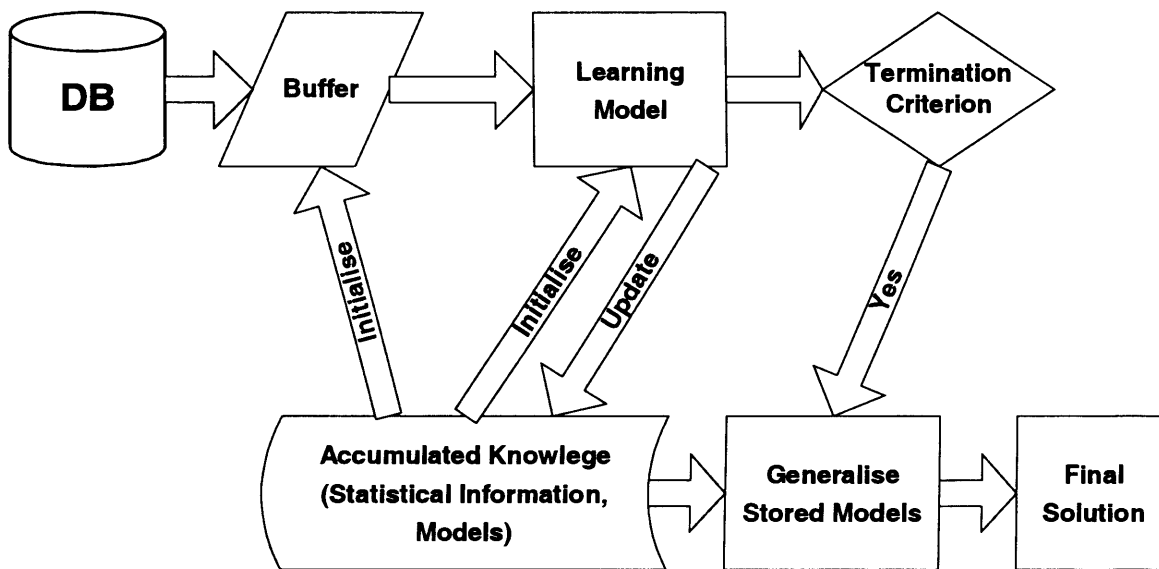 DB
Buffer
Learning
Model
Termination
Criterion
Initialise
Initialise
Update
Yes
Accumulated Knowlege
(Statistical Information,
Models)
Generalise
Stored Models
Final
Solution